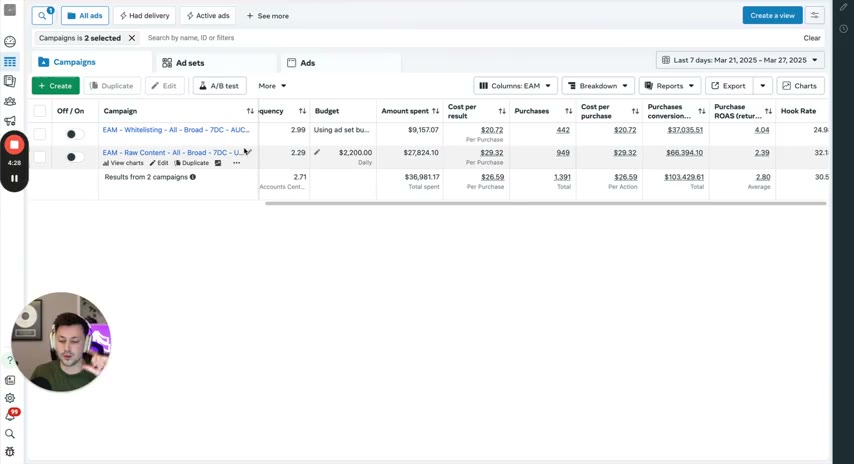 1
All ads
Had delivery
Active ads
+ See more
Create a view
Campaigns is 2 selected
Search by name, ID or filters
Clear
Campaigns
Ad sets
Ads
Last 7 days: Mar 21, 2025 – Mar 27, 2025
+ Create
Duplicate
Edit
A/B test
More
Columns: EAM
Breakdown
Reports
Export
Charts
Off / On
Campaign
quency
Budget
Amount spent
Cost per result
Purchases
Cost per purchase
Purchases conversion...
Purchase ROAS (retur...
Hook Rate
EAM - Whitelisting - All - Broad - 7DC - AUC...
2.99
Using ad set bu...
$9,157.07
$20.72
Per Purchase
442
$20.72
$37,035.51
4.04
24.9
EAM - Raw Content - All - Broad - 7DC - U...
View charts
Edit
Duplicate
2.29
$2,200.00
Daily
$27,824.10
$29.32
Per Purchase
949
$29.32
$66,394.10
2.39
32.1
Results from 2 campaigns
2.71
Accounts Cent...
$36,981.17
Total spent
$26.59
Per Purchase
1,391
Total
$26.59
Per Action
$103,429.61
Total
2.80
Average
30.5
4:28
?
99